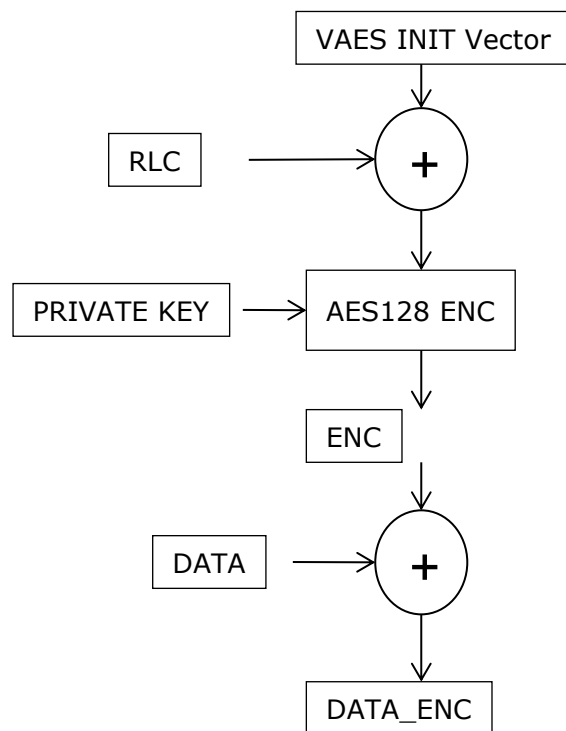 VAES INIT Vector
+
RLC
PRIVATE KEY
AES128 ENC
ENC
+
DATA
DATA_ENC